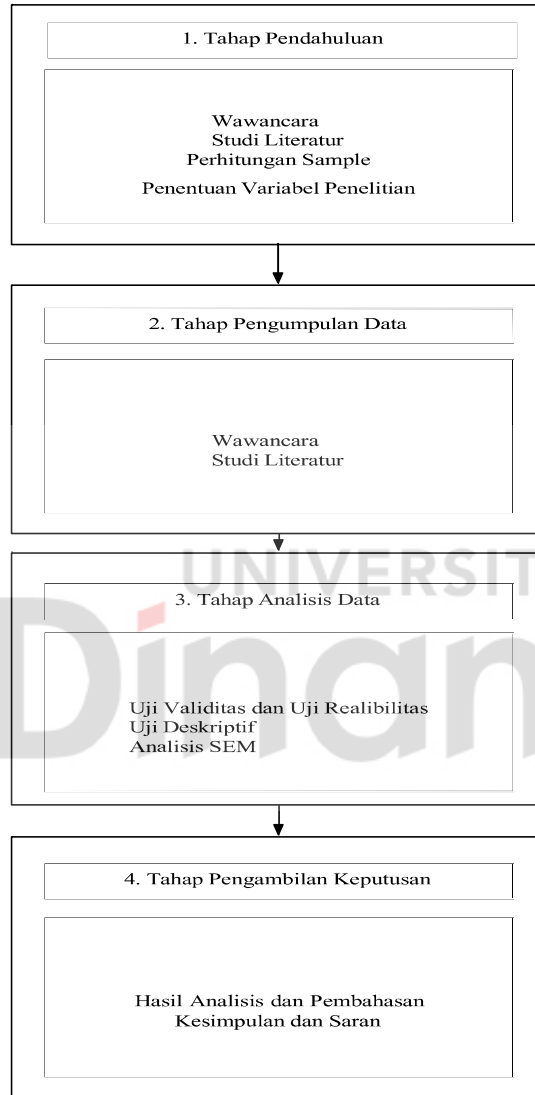 1. Tahap Pendahuluan
Wawancara
Studi Literatur
Perhitungan Sample
Penentuan Variabel Penelitian
2. Tahap Pengumpulan Data
Wawancara
Studi Literatur
UNIVERSIT
Dinam
3. Tahap Analisis Data
Uji Validitas dan Uji Realibilitas
Uji Deskriptif
Analisis SEM
4. Tahap Pengambilan Keputusan
Hasil Analisis dan Pembahasan
Kesimpulan dan Saran